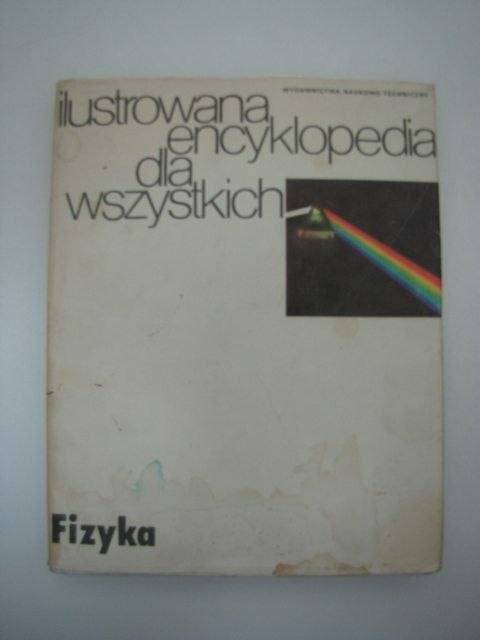 WYDAWNICTWA NAUKOWO-TECHNICZNE
ilustrowana
encyklopedia
dla
wszystkich
Fizyka